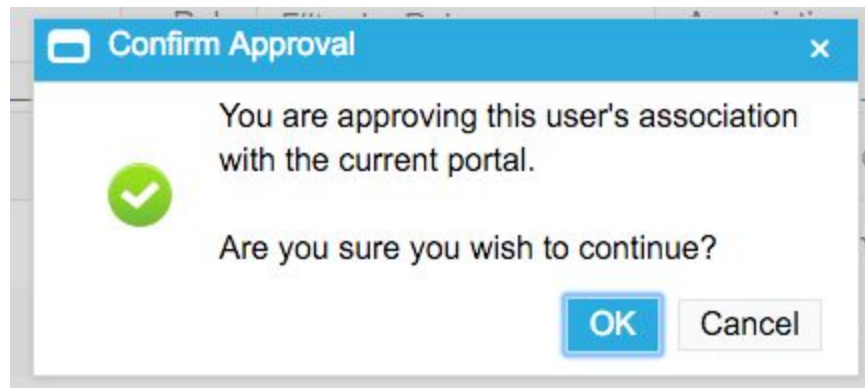 Confirm Approval
×
You are approving this user's association
with the current portal.
Are you sure you wish to continue?
OK Cancel